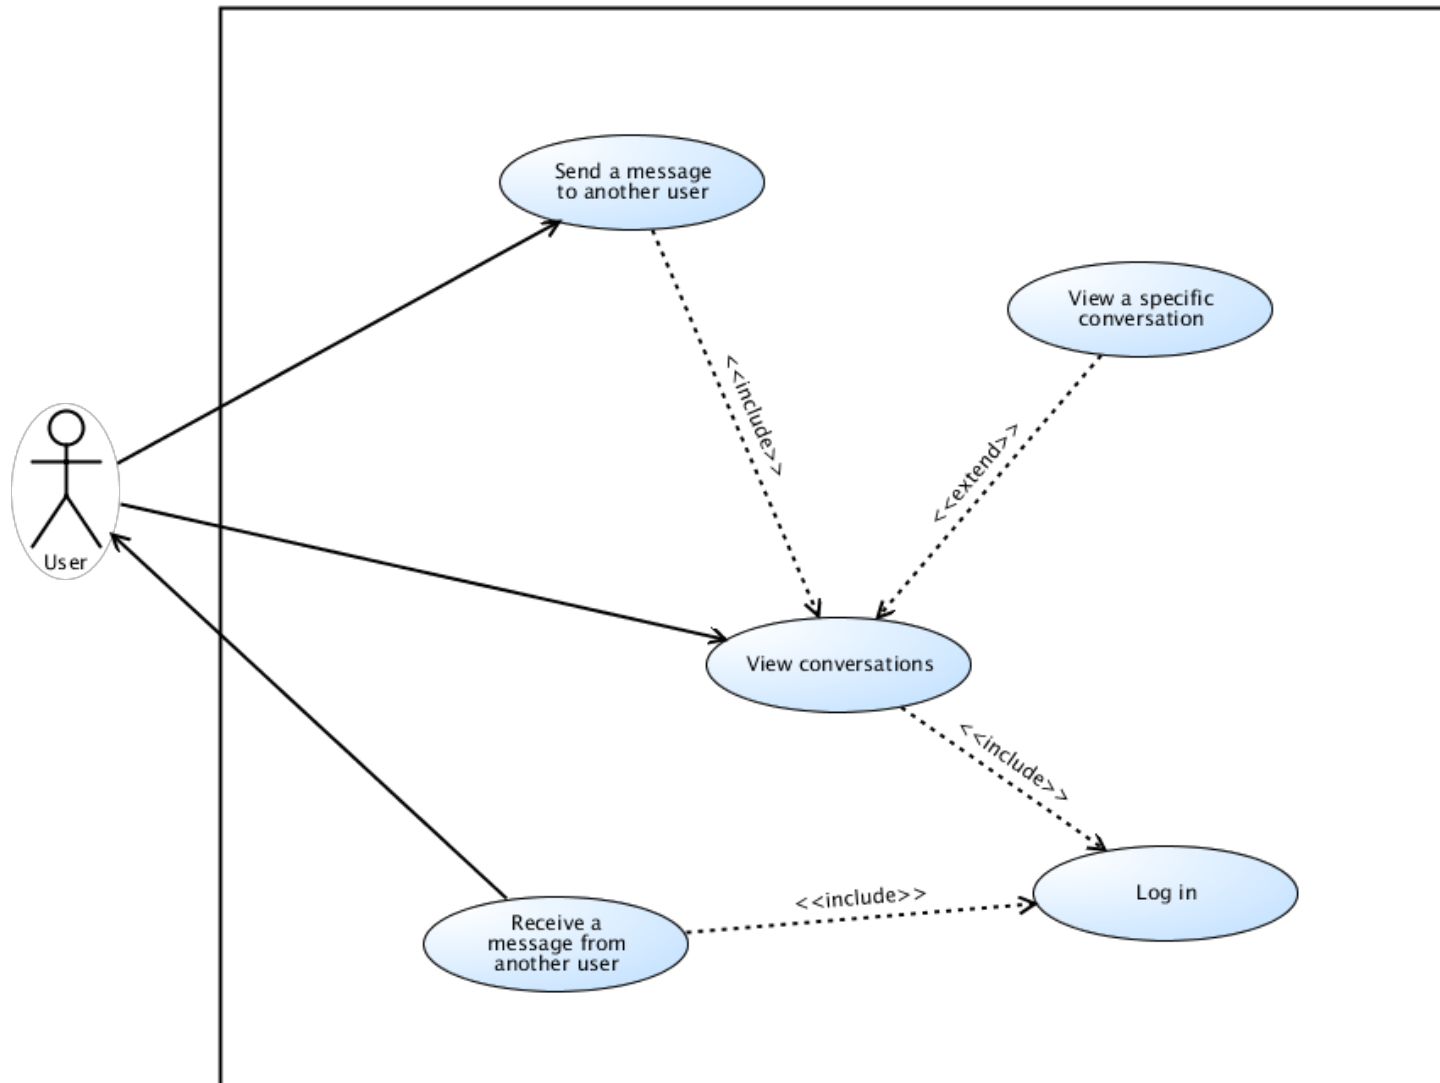 Send a message
to another user
View a specific
conversation
<<include>>
<<extend>>
User
View conversations
<<include>>
Log in
<<include>>
Receive a
message from
another user